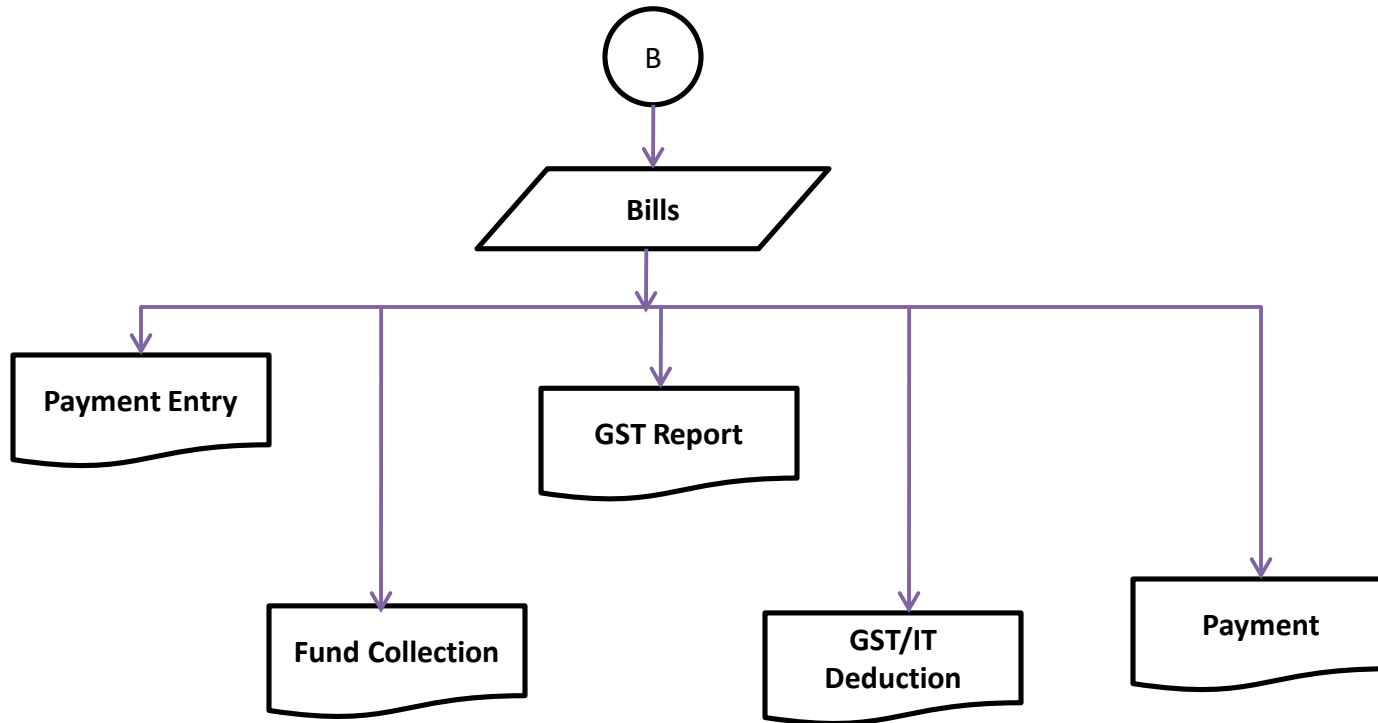 B
Bills
Payment Entry
GST Report
Fund Collection
GST/IT
Deduction
Payment